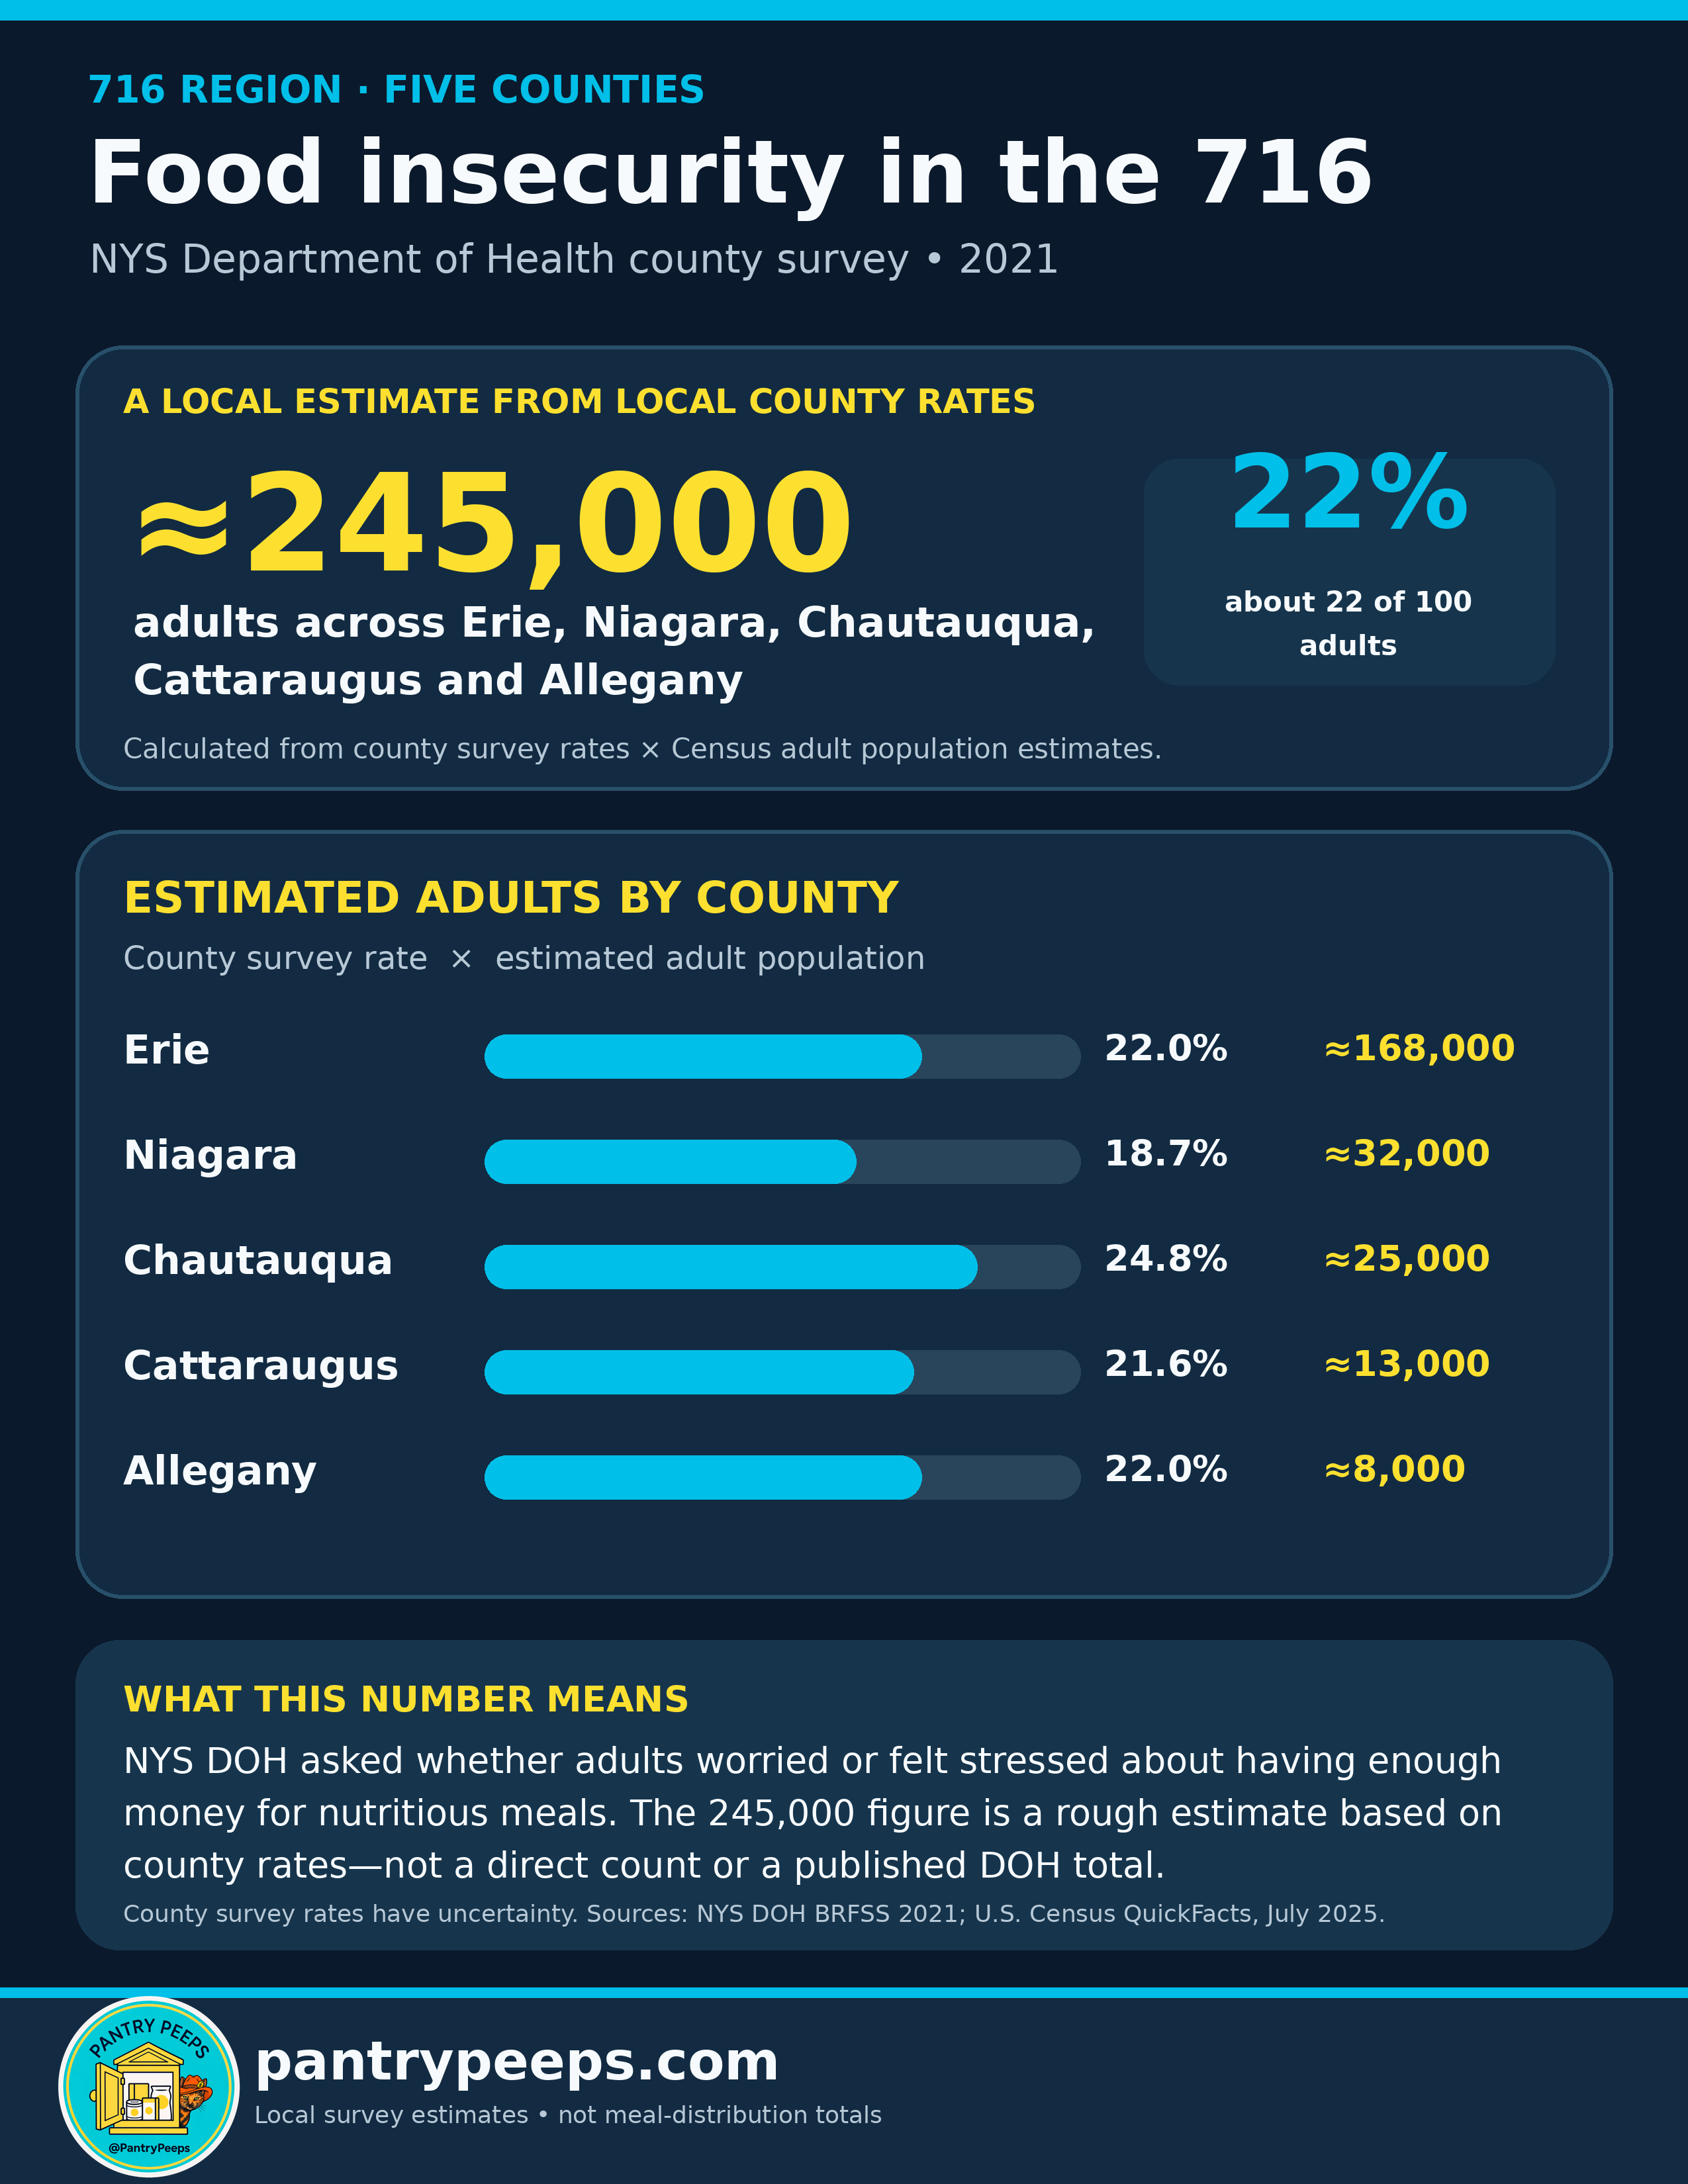 716 REGION · FIVE COUNTIES
Food insecurity in the 716
NYS Department of Health county survey • 2021
A LOCAL ESTIMATE FROM LOCAL COUNTY RATES
≈245,000
adults across Erie, Niagara, Chautauqua,
Cattaraugus and Allegany
22%
about 22 of 100
adults
Calculated from county survey rates × Census adult population estimates.
ESTIMATED ADULTS BY COUNTY
County survey rate × estimated adult population
Erie 22.0% ≈168,000
Niagara 18.7% ≈32,000
Chautauqua 24.8% ≈25,000
Cattaraugus 21.6% ≈13,000
Allegany 22.0% ≈8,000
WHAT THIS NUMBER MEANS
NYS DOH asked whether adults worried or felt stressed about having enough
money for nutritious meals. The 245,000 figure is a rough estimate based on
county rates—not a direct count or a published DOH total.
County survey rates have uncertainty. Sources: NYS DOH BRFSS 2021; U.S. Census QuickFacts, July 2025.
PANTRY PEEPS
@PantryPeeps
pantrypeeps.com
Local survey estimates • not meal-distribution totals